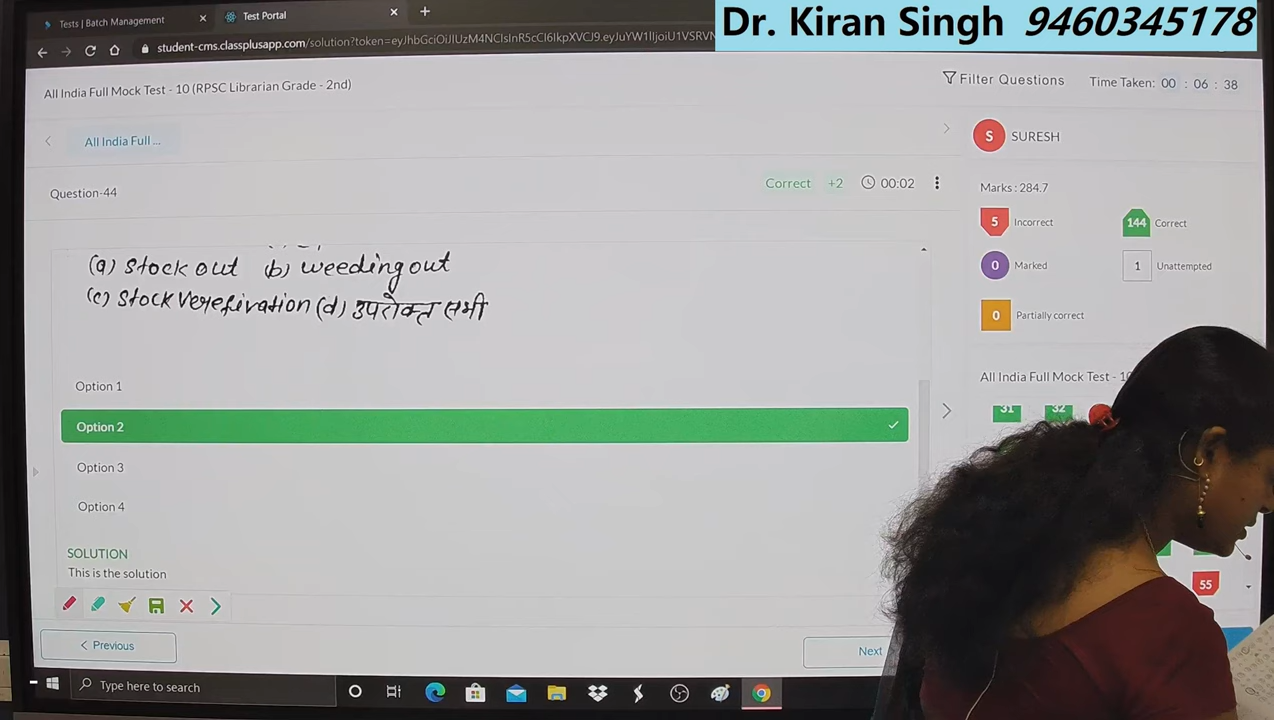 Dr. Kiran Singh 9460345178
Tests | Batch Management
Test Portal
student-cms.classplusapp.com/solution?token=
All India Full Mock Test - 10 (RPSC Librarian Grade - 2nd)
Filter Questions
Time Taken: 00 : 06 : 38
All India Full ...
S SURESH
Question-44
Correct +2 00:02
Marks : 284.7
5 Incorrect
144 Correct
0 Marked
1 Unattempted
0 Partially correct
(a) Stock out (b) weeding out
(c) Stock Verefivation (d) उपरोक्त सभी
All India Full Mock Test - 10
31 32
Option 1
Option 2
Option 3
Option 4
SOLUTION
This is the solution
55
< Previous
Next
Type here to search